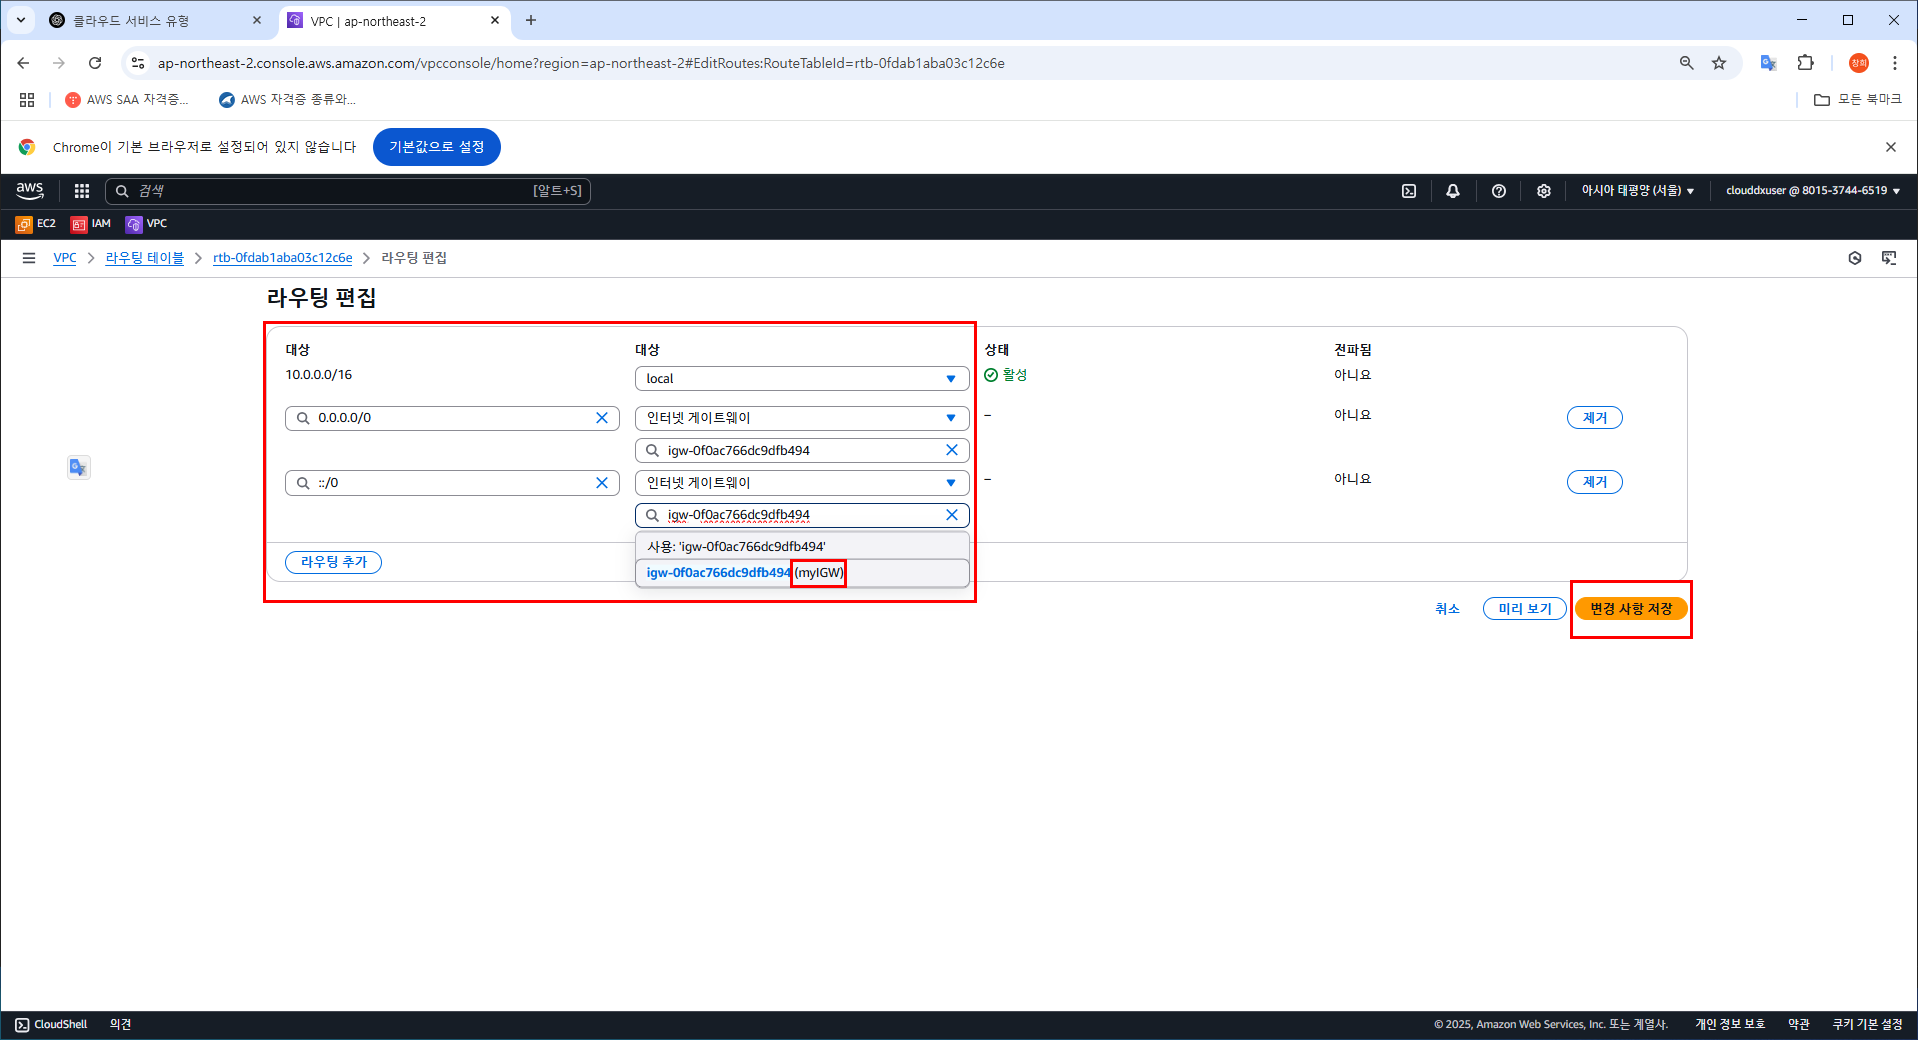 클라우드 서비스 유형
VPC | ap-northeast-2
ap-northeast-2.console.aws.amazon.com/vpcconsole/home?region=ap-northeast-2#EditRoutes:RouteTableId=rtb-0fdab1aba03c12c6e
창희
AWS SAA 자격증...
AWS 자격증 종류와...
모든 북마크
Chrome이 기본 브라우저로 설정되어 있지 않습니다
기본값으로 설정
aws
검색
[알트+S]
아시아 태평양 (서울)
clouddxuser @ 8015-3744-6519
EC2
IAM
VPC
VPC
라우팅 테이블
rtb-0fdab1aba03c12c6e
라우팅 편집
라우팅 편집
대상 대상 상태 전파됨
10.0.0.0/16 local 활성 아니요
0.0.0.0/0 인터넷 게이트웨이 – 아니요 제거
igw-0f0ac766dc9dfb494
::/0 인터넷 게이트웨이 – 아니요 제거
igw-0f0ac766dc9dfb494
사용: 'igw-0f0ac766dc9dfb494'
라우팅 추가
igw-0f0ac766dc9dfb494 (myIGW)
취소
미리 보기
변경 사항 저장
CloudShell
의견
© 2025, Amazon Web Services, Inc. 또는 계열사.
개인 정보 보호
약관
쿠키 기본 설정